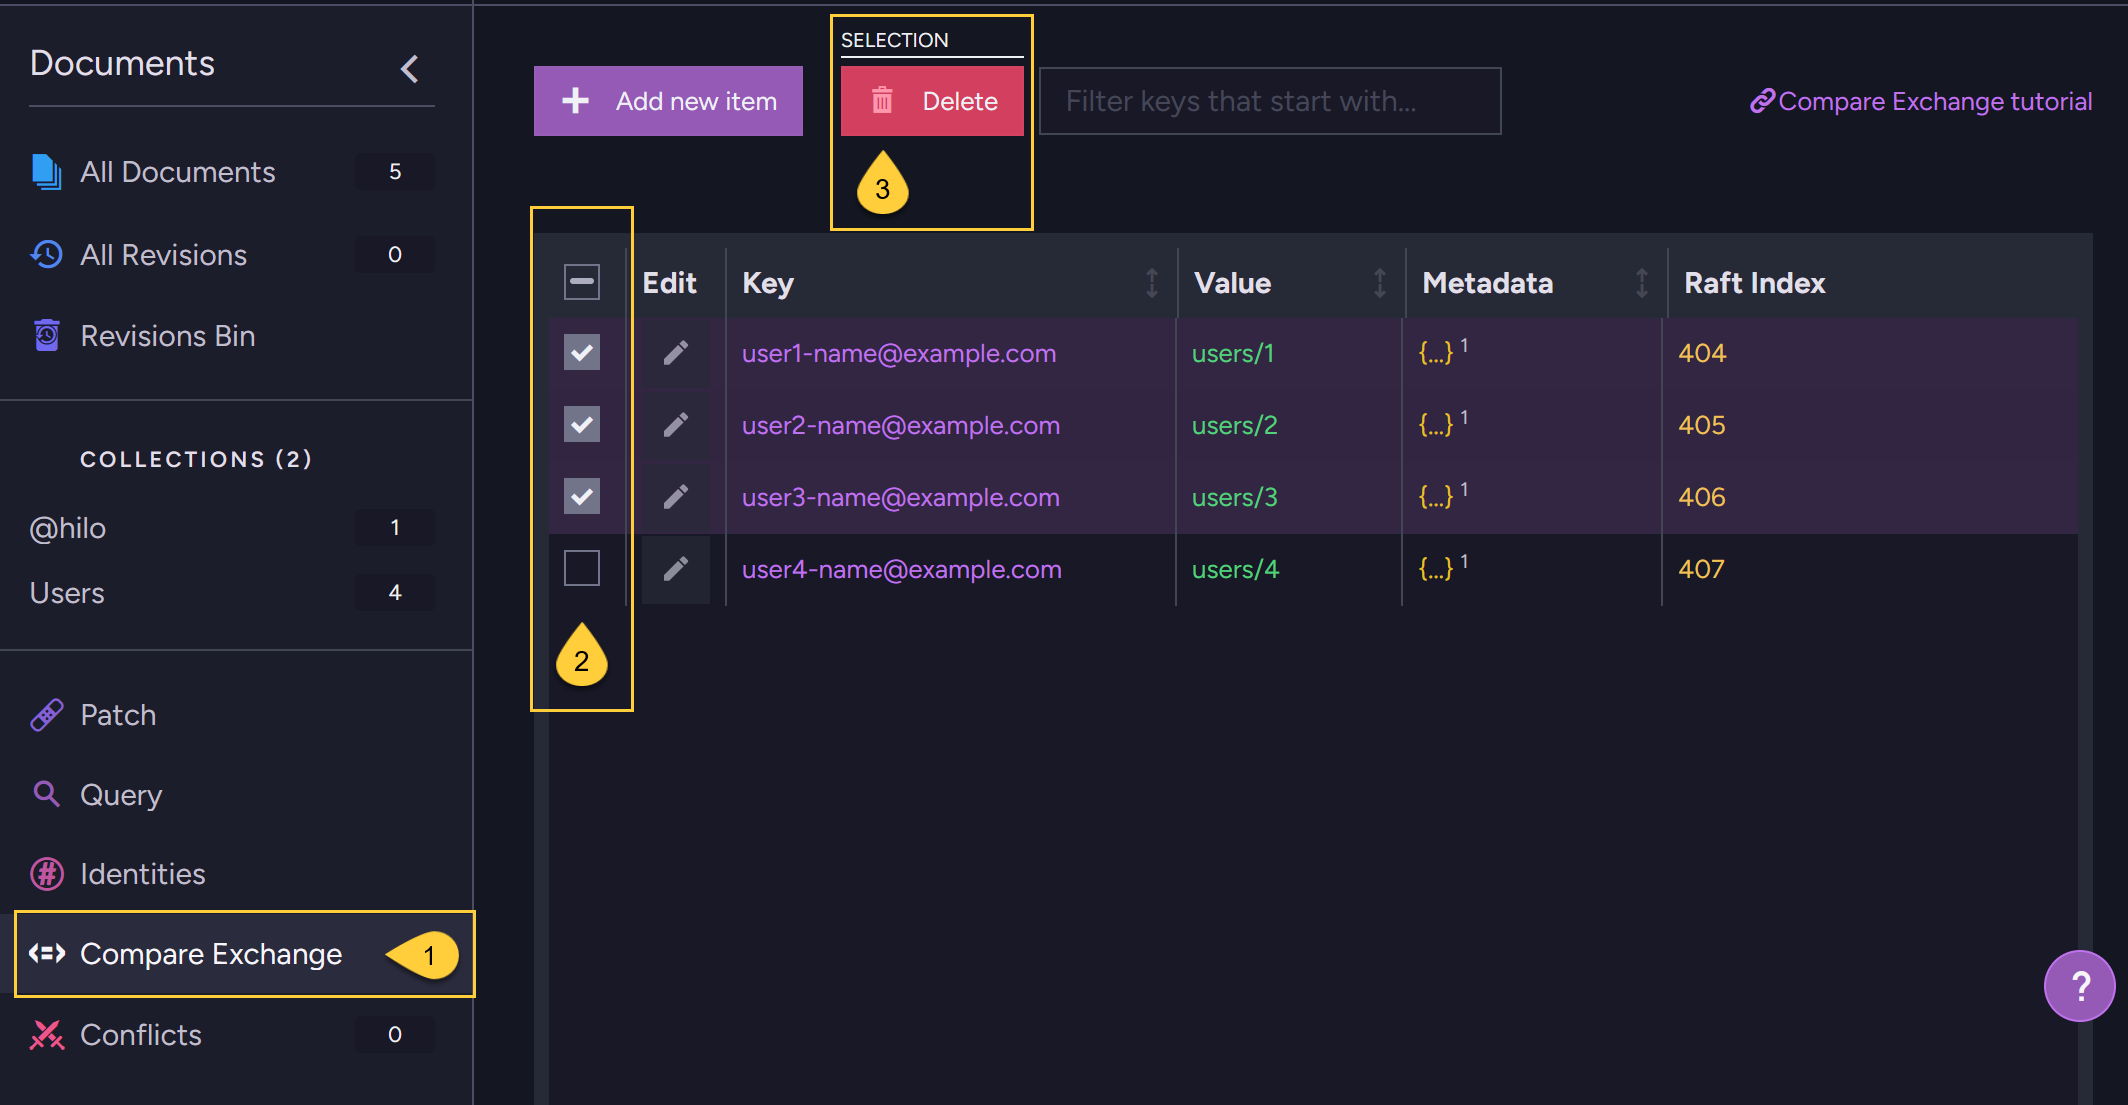 Documents
All Documents 5
All Revisions 0
Revisions Bin
COLLECTIONS (2)
@hilo 1
Users 4
Patch
Query
Identities
Compare Exchange 1
Conflicts 0
SELECTION
Add new item
Delete
Filter keys that start with...
Compare Exchange tutorial
3
Edit Key Value Metadata Raft Index
user1-name@example.com users/1 {...} 1 404
user2-name@example.com users/2 {...} 1 405
user3-name@example.com users/3 {...} 1 406
user4-name@example.com users/4 {...} 1 407
2
?